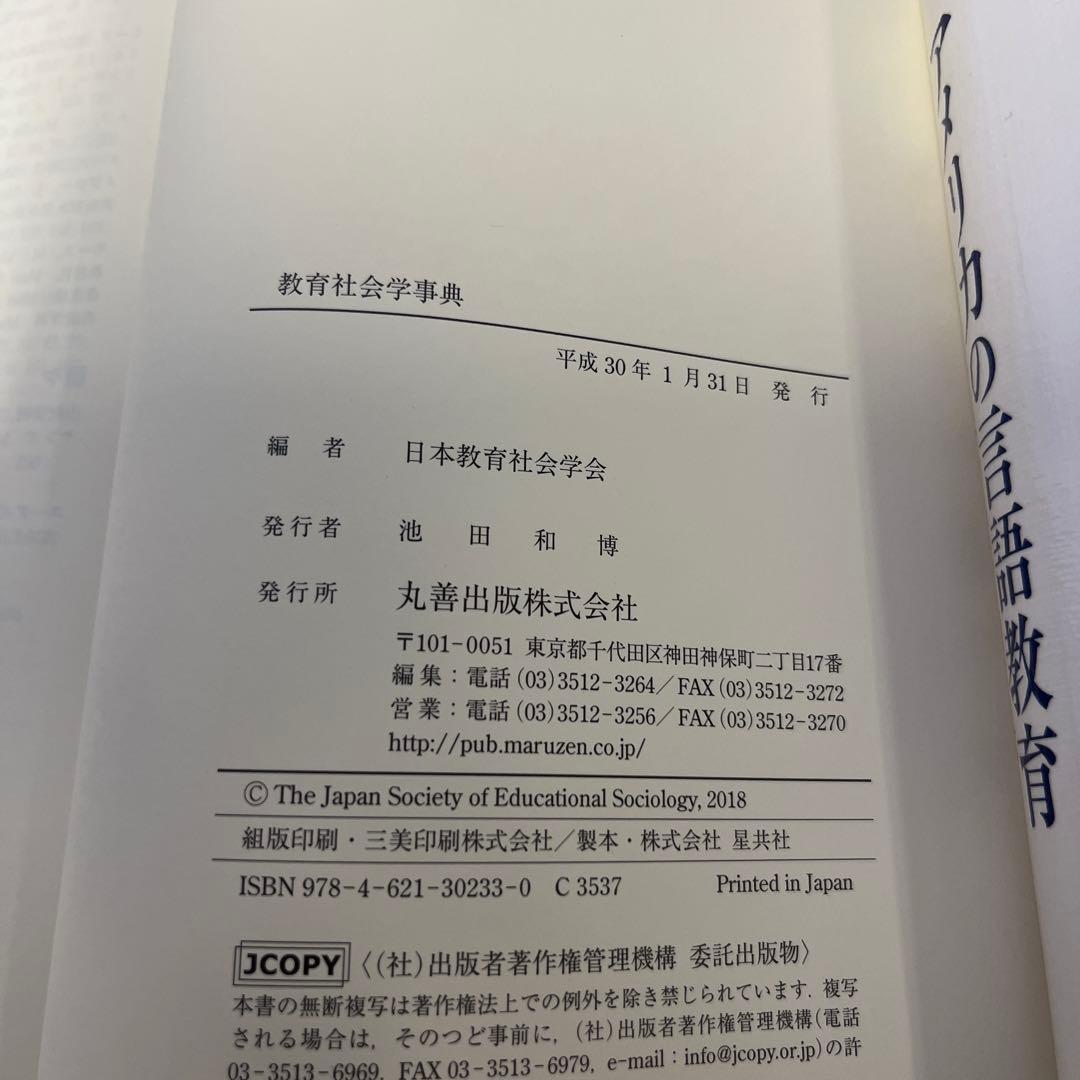 教育社会学事典
平成30年 1 月31日 発 行
編 者 日本教育社会学会
発行者 池 田 和 博
発行所 丸善出版株式会社
〒101-0051 東京都千代田区神田神保町二丁目17番
編集：電話(03)3512-3264／FAX(03)3512-3272
営業：電話(03)3512-3256／FAX(03)3512-3270
http://pub.maruzen.co.jp/
© The Japan Society of Educational Sociology, 2018
組版印刷・三美印刷株式会社／製本・株式会社 星共社
ISBN 978-4-621-30233-0 C 3537 Printed in Japan
JCOPY〈(社)出版者著作権管理機構 委託出版物〉
本書の無断複写は著作権法上での例外を除き禁じられています．複写
される場合は，そのつど事前に，(社)出版者著作権管理機構(電話
03-3513-6969，FAX 03-3513-6979，e-mail：info@jcopy.or.jp)の許
アメリカの言語教育